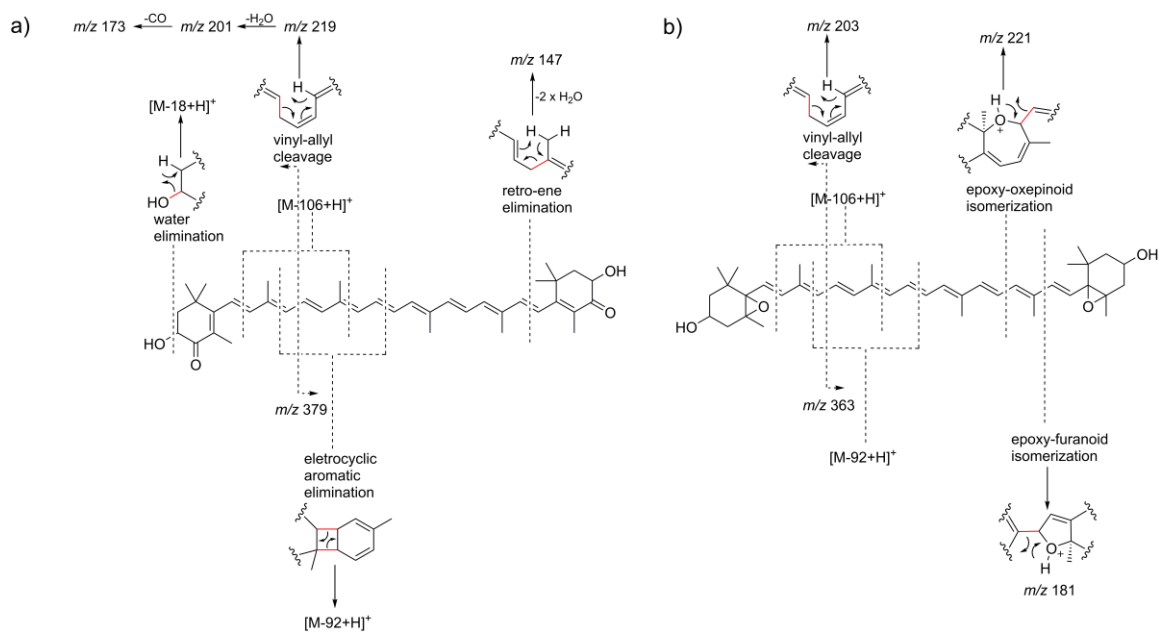 a)
m/z 173
-CO
m/z 201
-H2O
m/z 219
H
vinyl-allyl
cleavage
[M-18+H]+
H
HO
water
elimination
m/z 147
-2 x H2O
H H
retro-ene
elimination
[M-106+H]+
HO
O
OH
O
m/z 379
eletrocyclic
aromatic
elimination
[M-92+H]+
b)
m/z 203
H
vinyl-allyl
cleavage
m/z 221
H
O
+
epoxy-oxepinoid
isomerization
[M-106+H]+
HO
O
OH
O
m/z 363
[M-92+H]+
epoxy-furanoid
isomerization
O
+
H
m/z 181